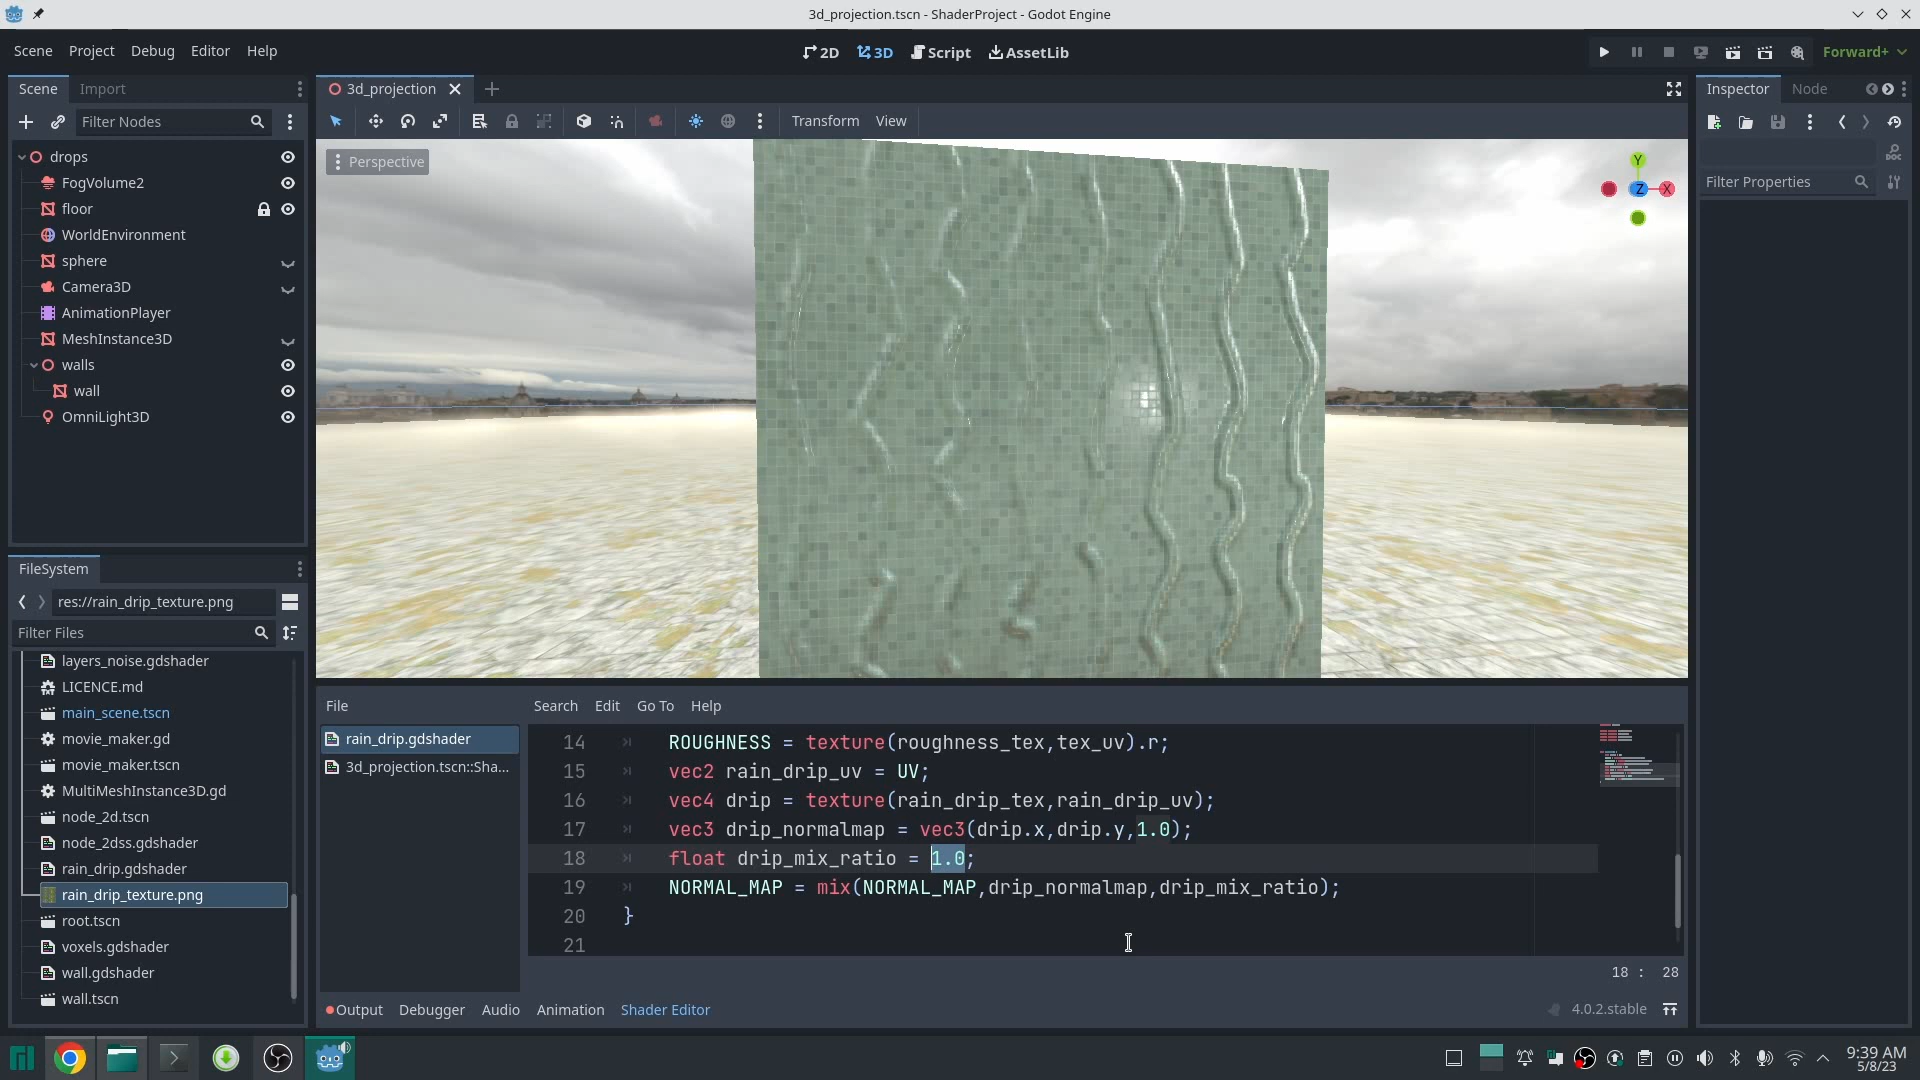 3d_projection.tscn - ShaderProject - Godot Engine
Scene Project Debug Editor Help
2D 3D Script AssetLib
Forward+
Scene Import
3d_projection
Inspector Node
Filter Nodes
Transform View
Filter Properties
Perspective
Y
Z X
drops
FogVolume2
floor
WorldEnvironment
sphere
Camera3D
AnimationPlayer
MeshInstance3D
walls
wall
OmniLight3D
FileSystem
res://rain_drip_texture.png
Filter Files
layers_noise.gdshader
LICENCE.md
main_scene.tscn
movie_maker.gd
movie_maker.tscn
MultiMeshInstance3D.gd
node_2d.tscn
node_2dss.gdshader
rain_drip.gdshader
rain_drip_texture.png
root.tscn
voxels.gdshader
wall.gdshader
wall.tscn
File
Search Edit Go To Help
rain_drip.gdshader
3d_projection.tscn::Sha...
14 ROUGHNESS = texture(roughness_tex,tex_uv).r;
15 vec2 rain_drip_uv = UV;
16 vec4 drip = texture(rain_drip_tex,rain_drip_uv);
17 vec3 drip_normalmap = vec3(drip.x,drip.y,1.0);
18 float drip_mix_ratio = 1.0;
19 NORMAL_MAP = mix(NORMAL_MAP,drip_normalmap,drip_mix_ratio);
20 }
21
18 : 28
Output Debugger Audio Animation Shader Editor
4.0.2.stable
9:39 AM
5/8/23